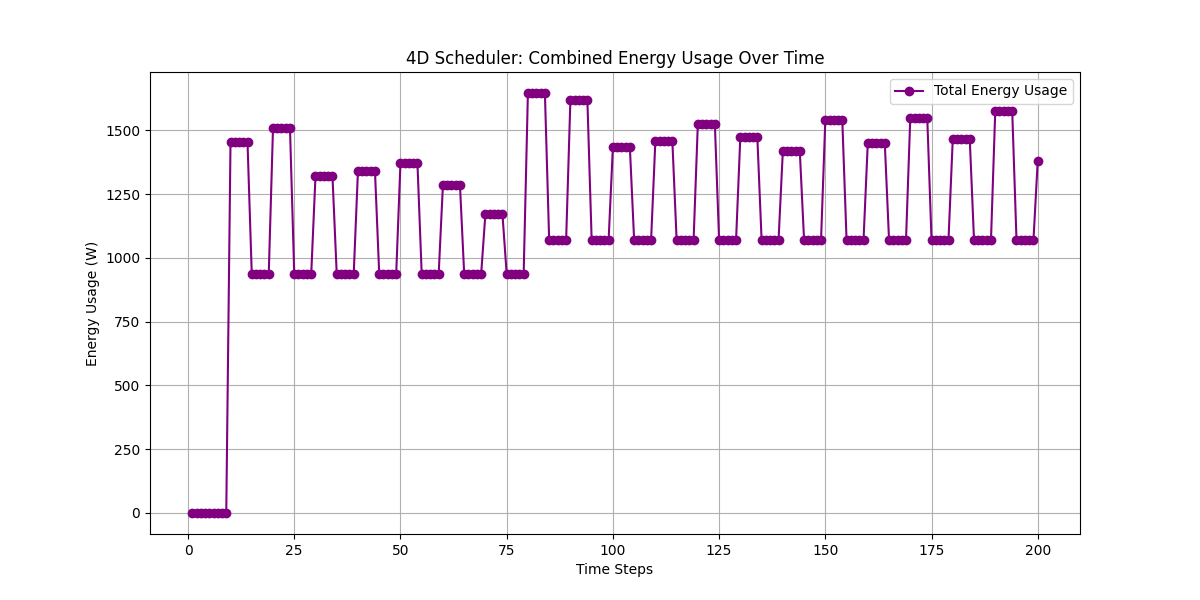 4D Scheduler: Combined Energy Usage Over Time
Total Energy Usage
Energy Usage (W)
1500
1250
1000
750
500
250
0
0 25 50 75 100 125 150 175 200
Time Steps